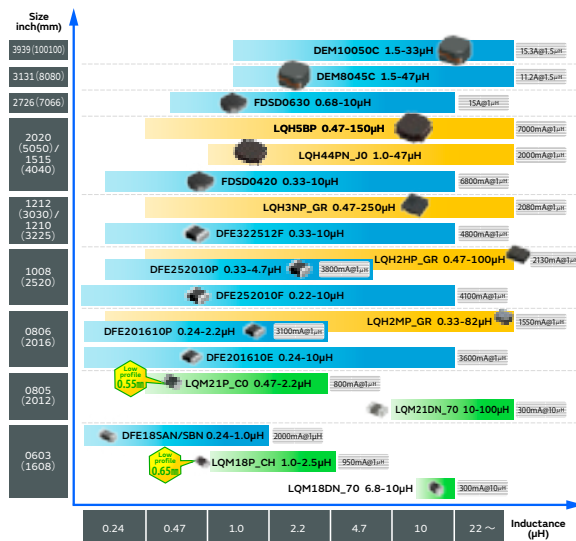 Size
inch(mm)
3939(100100)
DEM10050C 1.5-33μH
15.3A@1.5μH
3131(8080)
DEM8045C 1.5-47μH
11.2A@1.5μH
2726(7066)
FDSD0630 0.68-10μH
15A@1μH
2020
(5050)/
1515
(4040)
LQH5BP 0.47-150μH
7000mA@1μH
LQH44PN_J0 1.0-47μH
2000mA@1μH
FDSD0420 0.33-10μH
6800mA@1μH
1212
(3030)/
1210
(3225)
LQH3NP_GR 0.47-250μH
2080mA@1μH
DFE322512F 0.33-10μH
4800mA@1μH
1008
(2520)
LQH2HP_GR 0.47-100μH
2130mA@1μH
DFE252010P 0.33-4.7μH
3800mA@1μH
DFE252010F 0.22-10μH
4100mA@1μH
0806
(2016)
LQH2MP_GR 0.33-82μH
1550mA@1μH
DFE201610P 0.24-2.2μH
3100mA@1μH
DFE201610E 0.24-10μH
3600mA@1μH
0805
(2012)
Low
profile
0.55mm
LQM21P_C0 0.47-2.2μH
800mA@1μH
LQM21DN_70 10-100μH
300mA@10μH
0603
(1608)
DFE18SAN/SBN 0.24-1.0μH
2000mA@1μH
Low
profile
0.65mm
LQM18P_CH 1.0-2.5μH
950mA@1μH
LQM18DN_70 6.8-10μH
300mA@10μH
0.24 0.47 1.0 2.2 4.7 10 22～
Inductance
(μH)